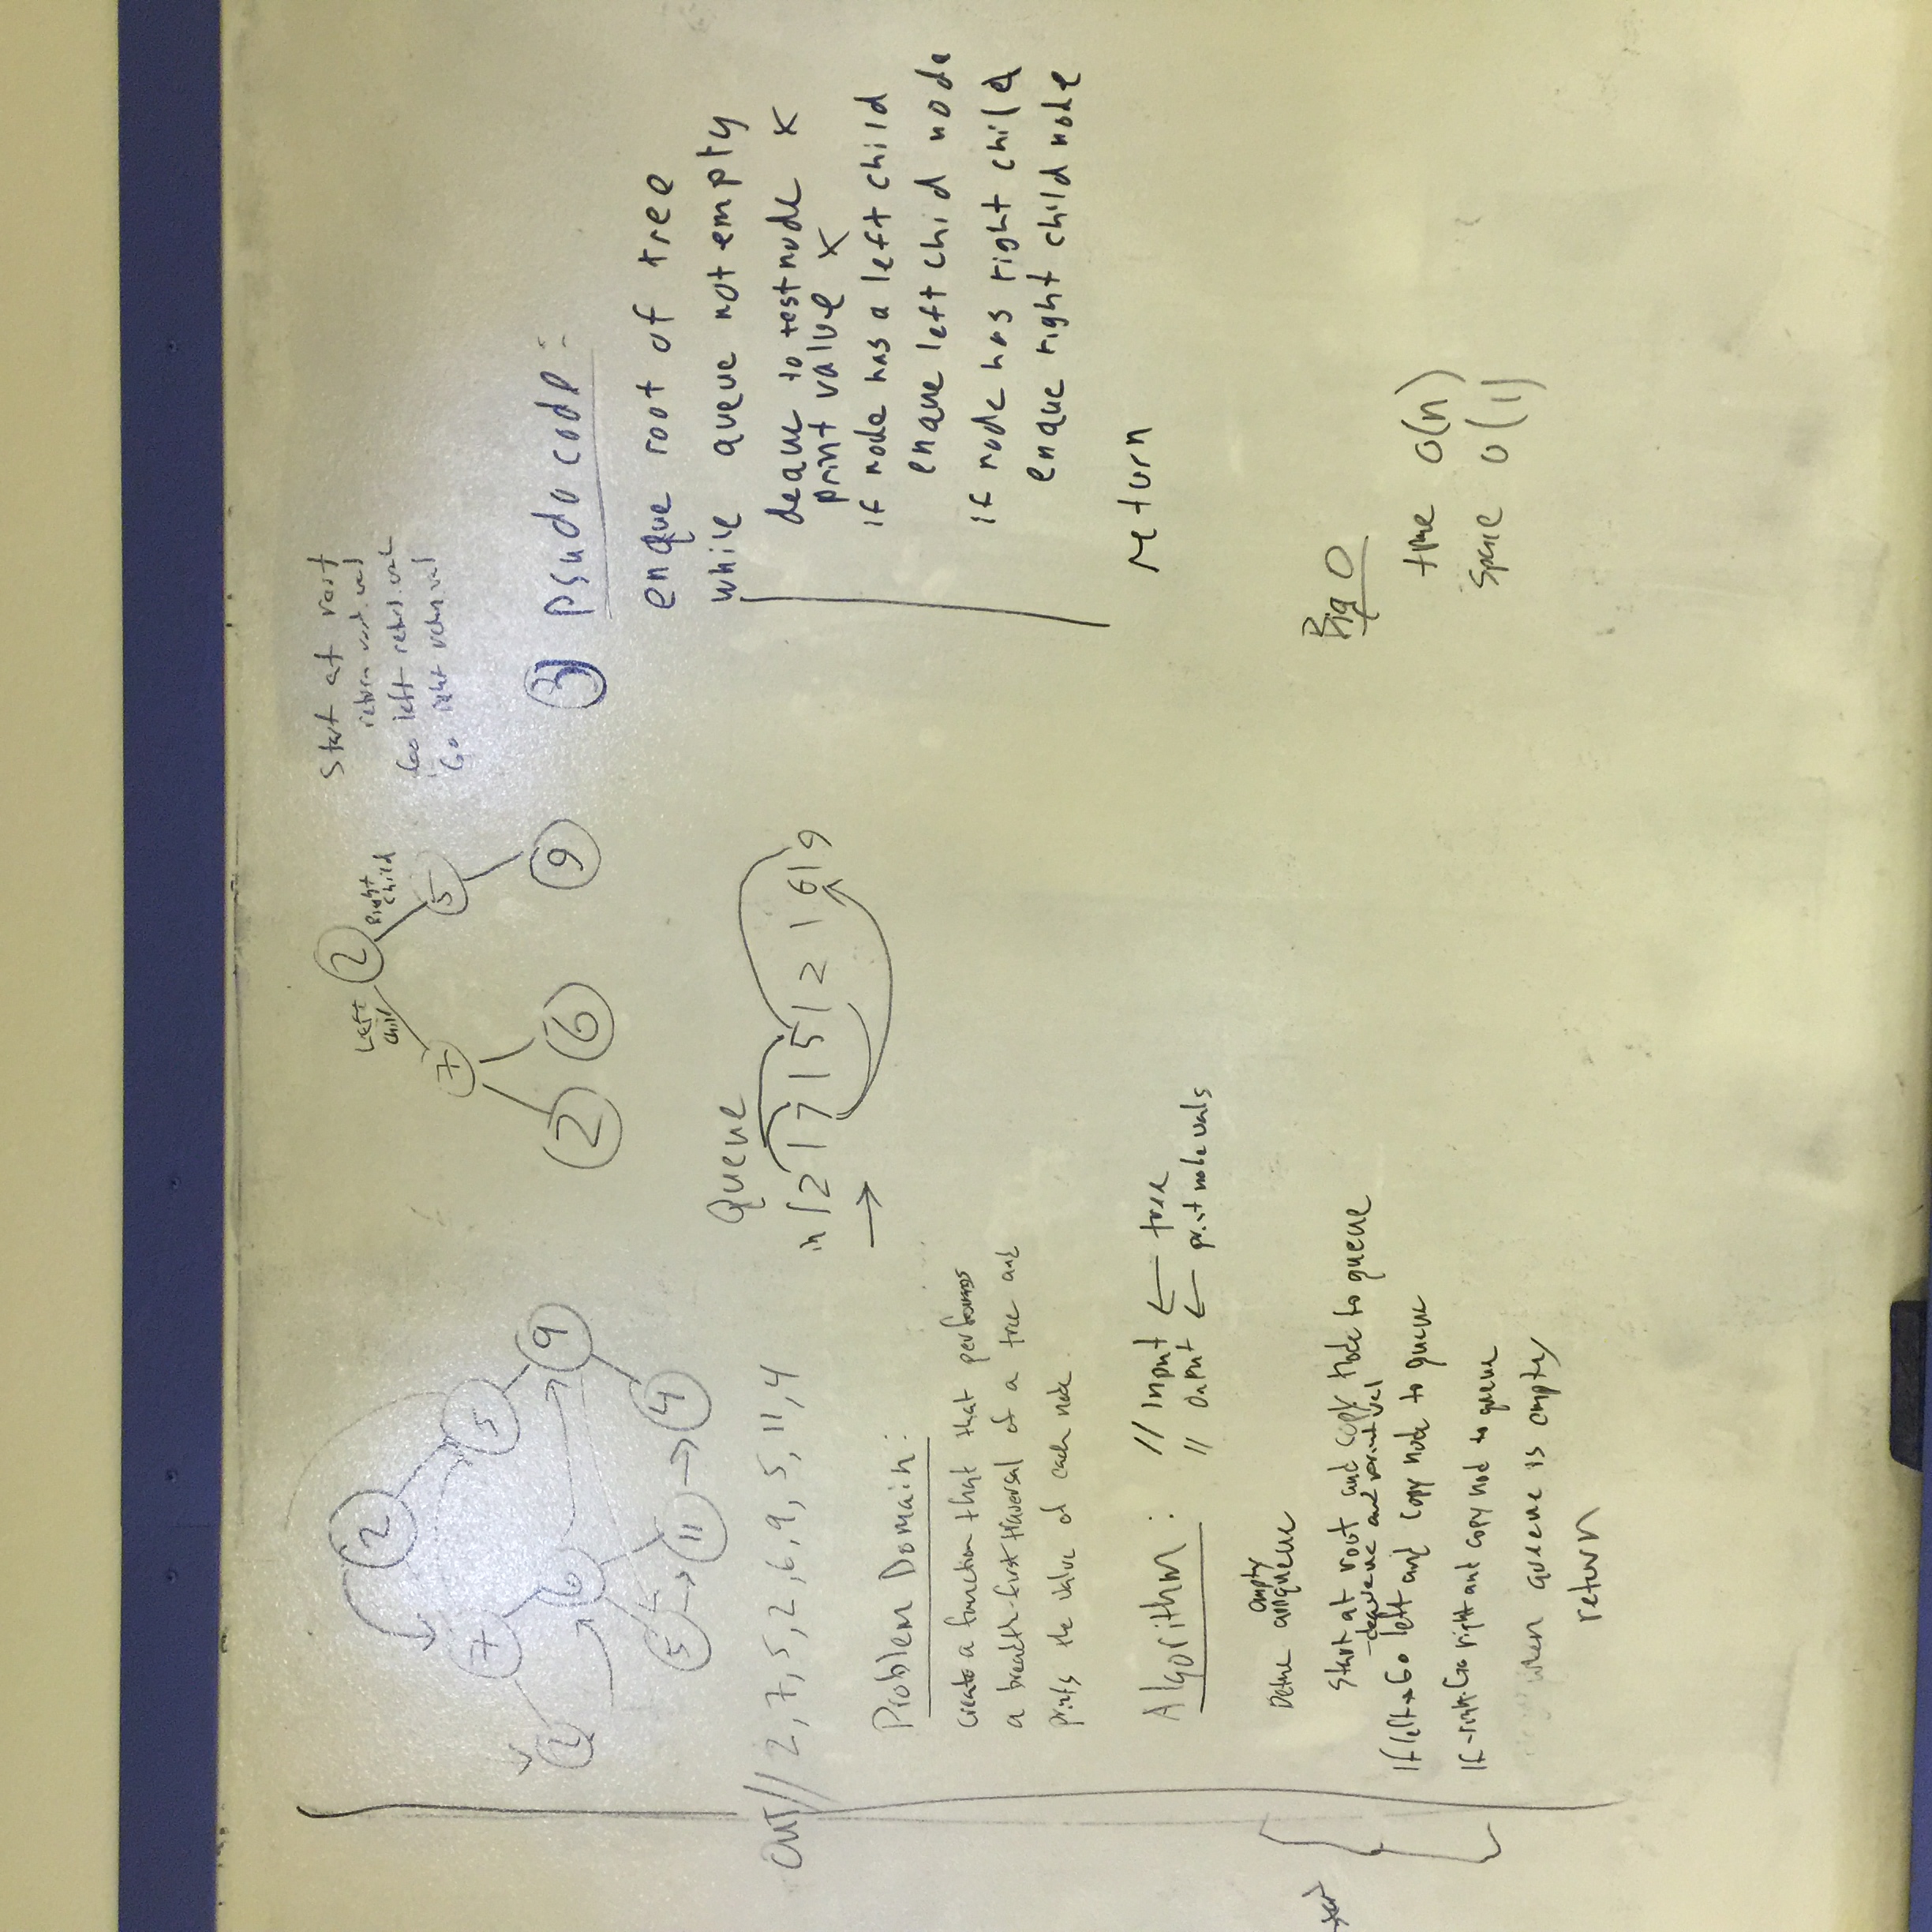 2
7 5
2 6 9
5 11 4
OUT// 2, 7, 5, 2, 6, 9, 5, 11, 4
2
Left Child
Right Child
7 5
2 6 9
Queue
in | 2 | 7 | 5 | 2 | 6 | 9
Start at root
return root.val
Go left return.val
Go right return val
Problem Domain:
create a function that that performs
a breadth-first traversal of a tree and
prints the value of each node.
Algorithm:
// Input ← tree
// Output ← print node vals
empty
Define queue
Start at root and copy Node to queue
- dequeue and print val
If left → Go left and copy node to queue
If right. Go right and copy nod to queue
when queue is empty
return
3 Psudo code:
enque root of tree
while queue not empty
deque to testnode x
print value x
if node has a left child
enque left chid node
if node has right child
enque right child node
return
Big O
time O(n)
space O(1)